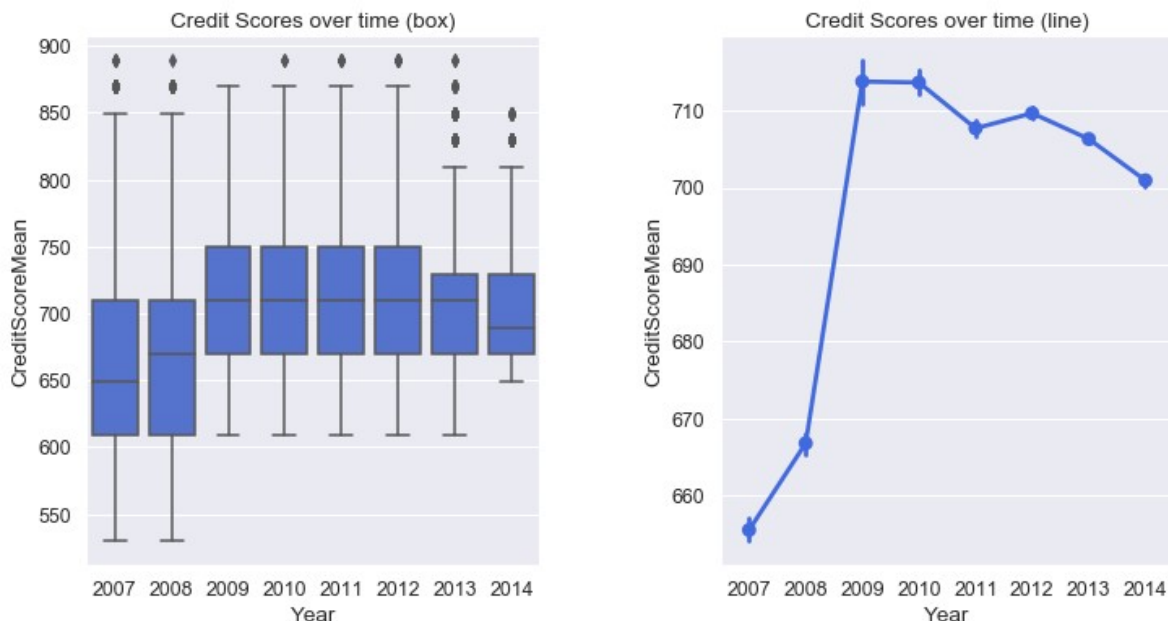 Credit Scores over time (box)
900
850
800
750
700
650
600
550
CreditScoreMean
2007 2008 2009 2010 2011 2012 2013 2014
Year
Credit Scores over time (line)
710
700
690
680
670
660
CreditScoreMean
2007 2008 2009 2010 2011 2012 2013 2014
Year